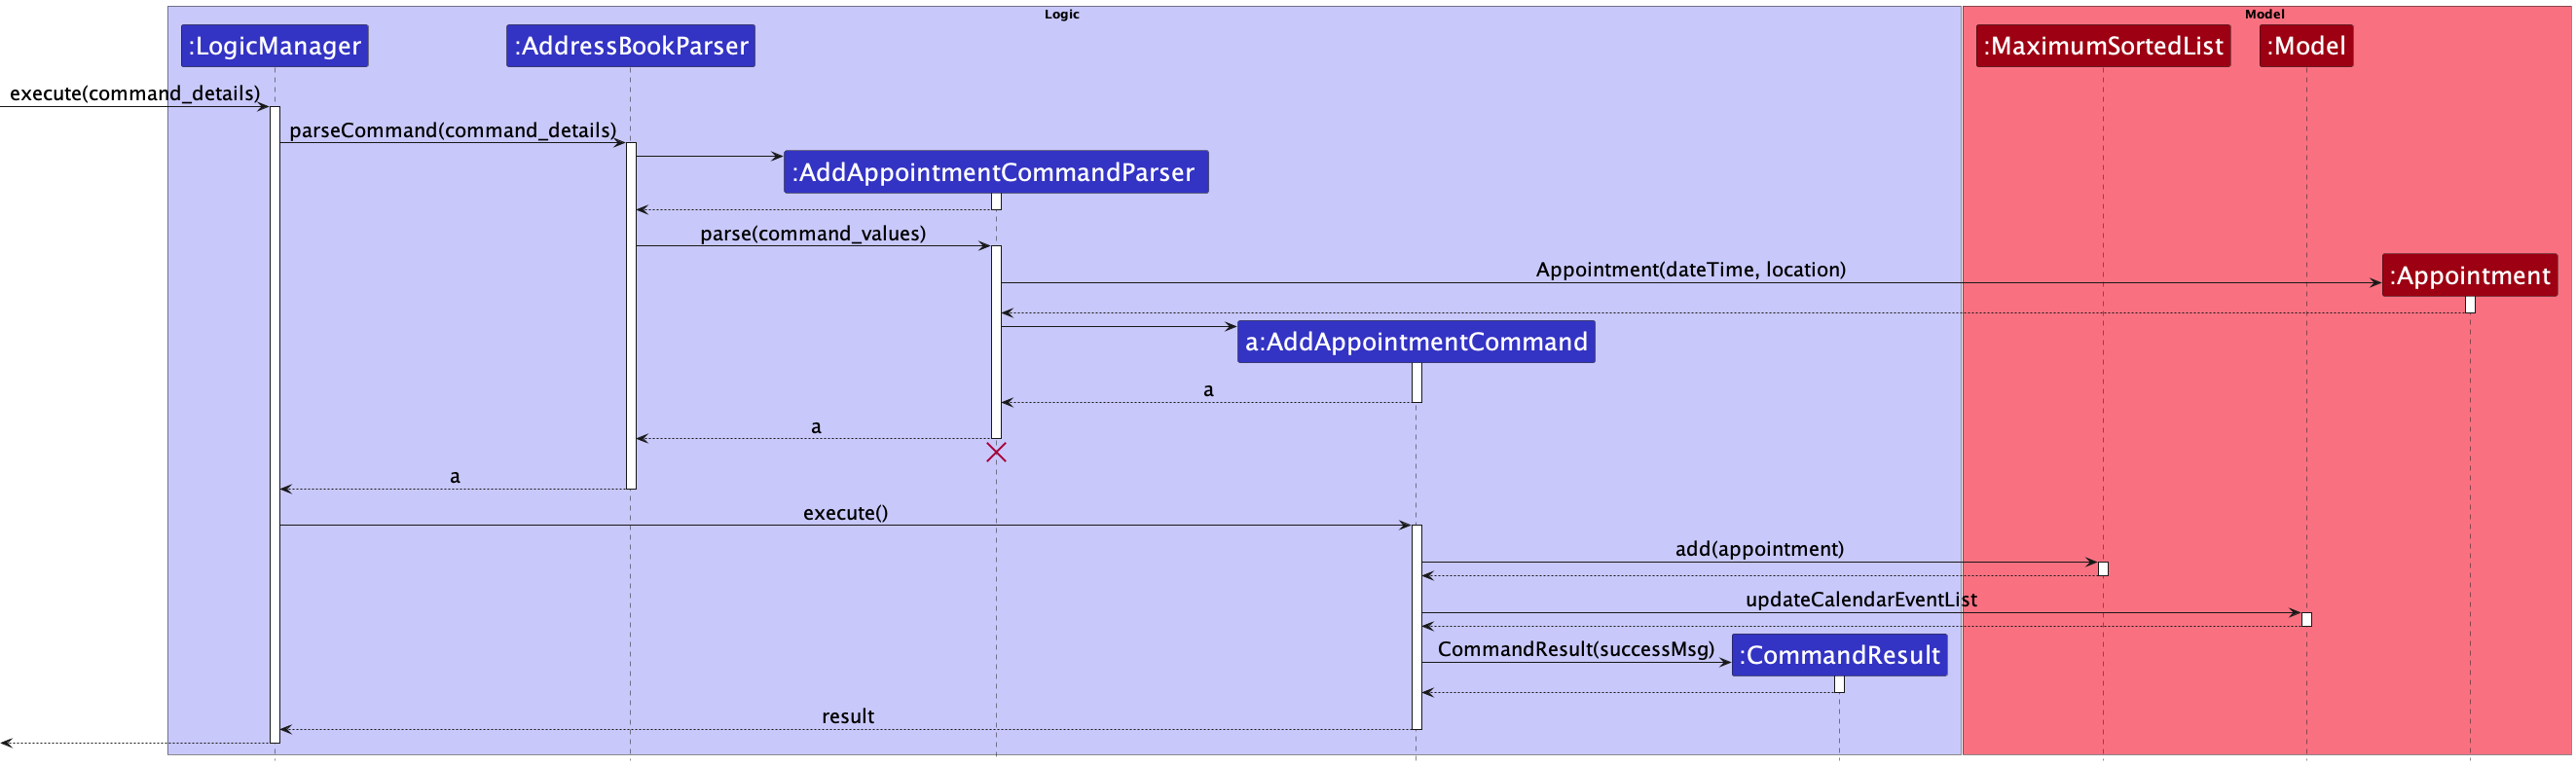 Logic
Model
:LogicManager
:AddressBookParser
:MaximumSortedList
:Model
execute(command_details)
parseCommand(command_details)
:AddAppointmentCommandParser
parse(command_values)
Appointment(dateTime, location)
:Appointment
a:AddAppointmentCommand
a
a
a
execute()
add(appointment)
updateCalendarEventList
CommandResult(successMsg)
:CommandResult
result